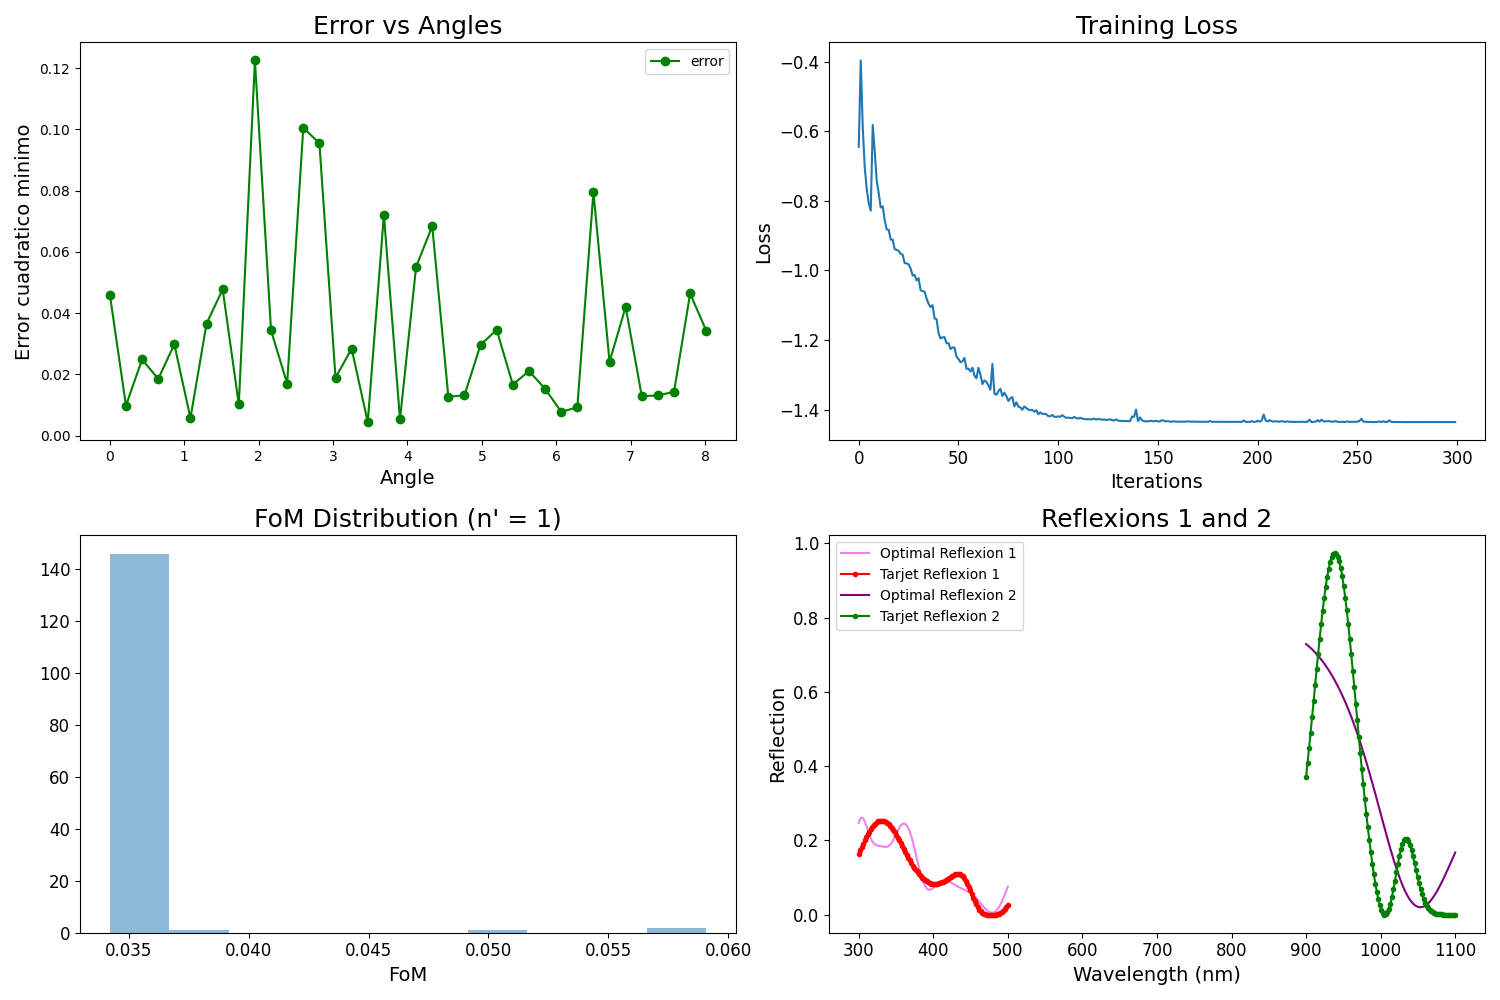 Error vs Angles
error
0.12
0.10
0.08
0.06
0.04
0.02
0.00
Error cuadratico minimo
0 1 2 3 4 5 6 7 8
Angle
Training Loss
−0.4
−0.6
−0.8
−1.0
−1.2
−1.4
Loss
0 50 100 150 200 250 300
Iterations
FoM Distribution (n' = 1)
140
120
100
80
60
40
20
0
0.035 0.040 0.045 0.050 0.055 0.060
FoM
Reflexions 1 and 2
Optimal Reflexion 1
Tarjet Reflexion 1
Optimal Reflexion 2
Tarjet Reflexion 2
1.0
0.8
0.6
0.4
0.2
0.0
Reflection
300 400 500 600 700 800 900 1000 1100
Wavelength (nm)